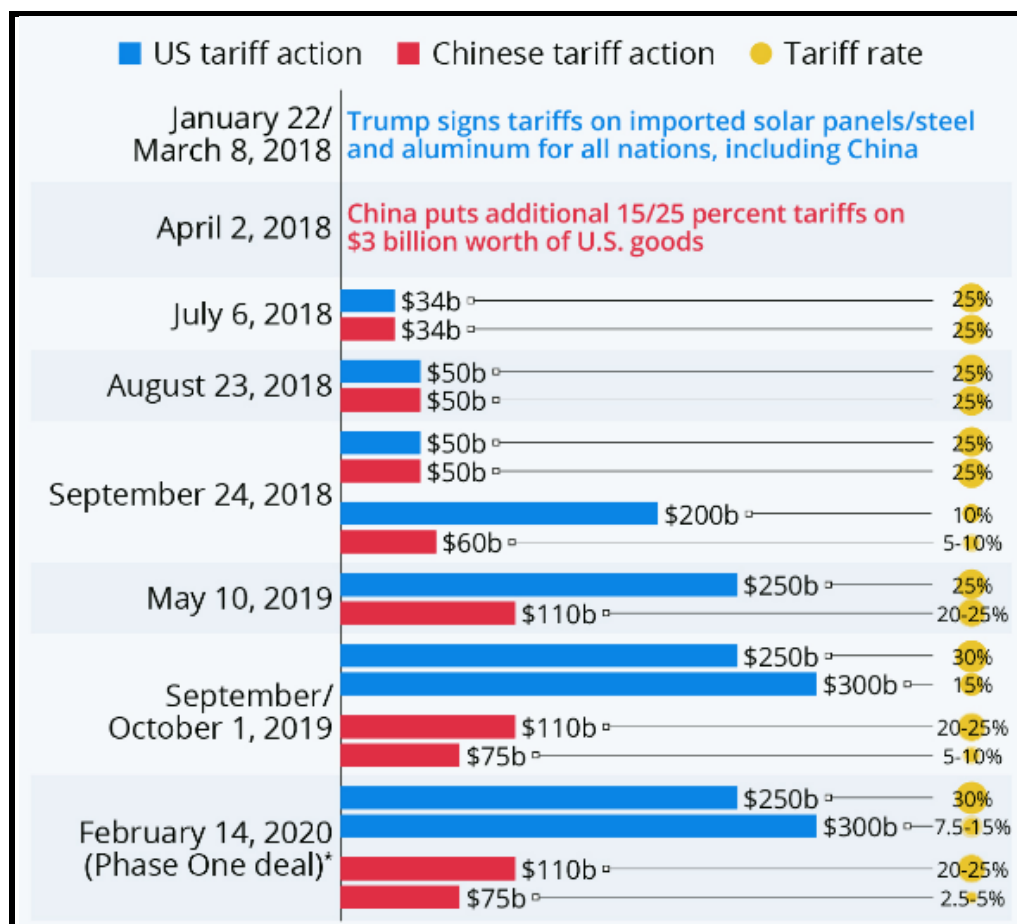 US tariff action Chinese tariff action Tariff rate
January 22/
March 8, 2018
Trump signs tariffs on imported solar panels/steel
and aluminum for all nations, including China
April 2, 2018
China puts additional 15/25 percent tariffs on
$3 billion worth of U.S. goods
July 6, 2018
$34b 25%
$34b 25%
August 23, 2018
$50b 25%
$50b 25%
September 24, 2018
$50b 25%
$50b 25%
$200b 10%
$60b 5-10%
May 10, 2019
$250b 25%
$110b 20-25%
September/
October 1, 2019
$250b 30%
$300b 15%
$110b 20-25%
$75b 5-10%
February 14, 2020
(Phase One deal)*
$250b 30%
$300b 7.5-15%
$110b 20-25%
$75b 2.5-5%